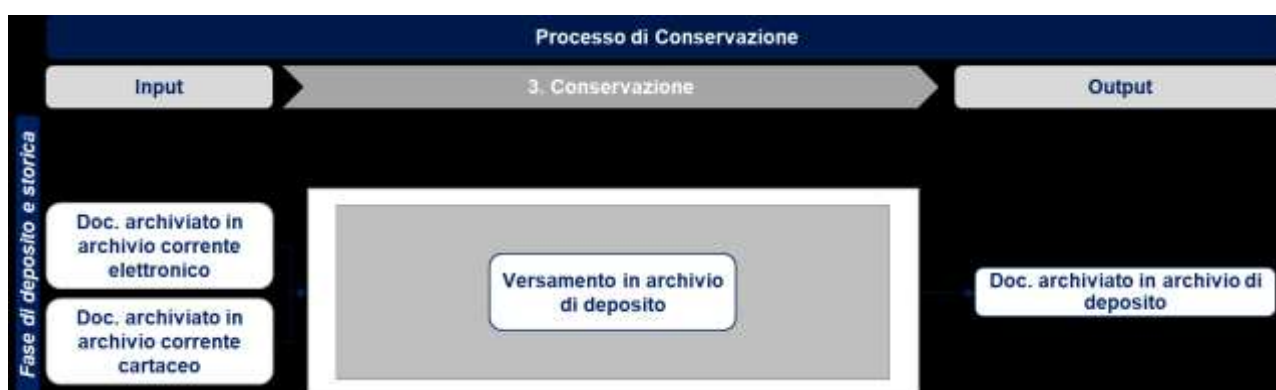 Processo di Conservazione
Input
3. Conservazione
Output
Fase di deposito e storica
Doc. archiviato in
archivio corrente
elettronico
Doc. archiviato in
archivio corrente
cartaceo
Versamento in archivio
di deposito
Doc. archiviato in archivio di
deposito